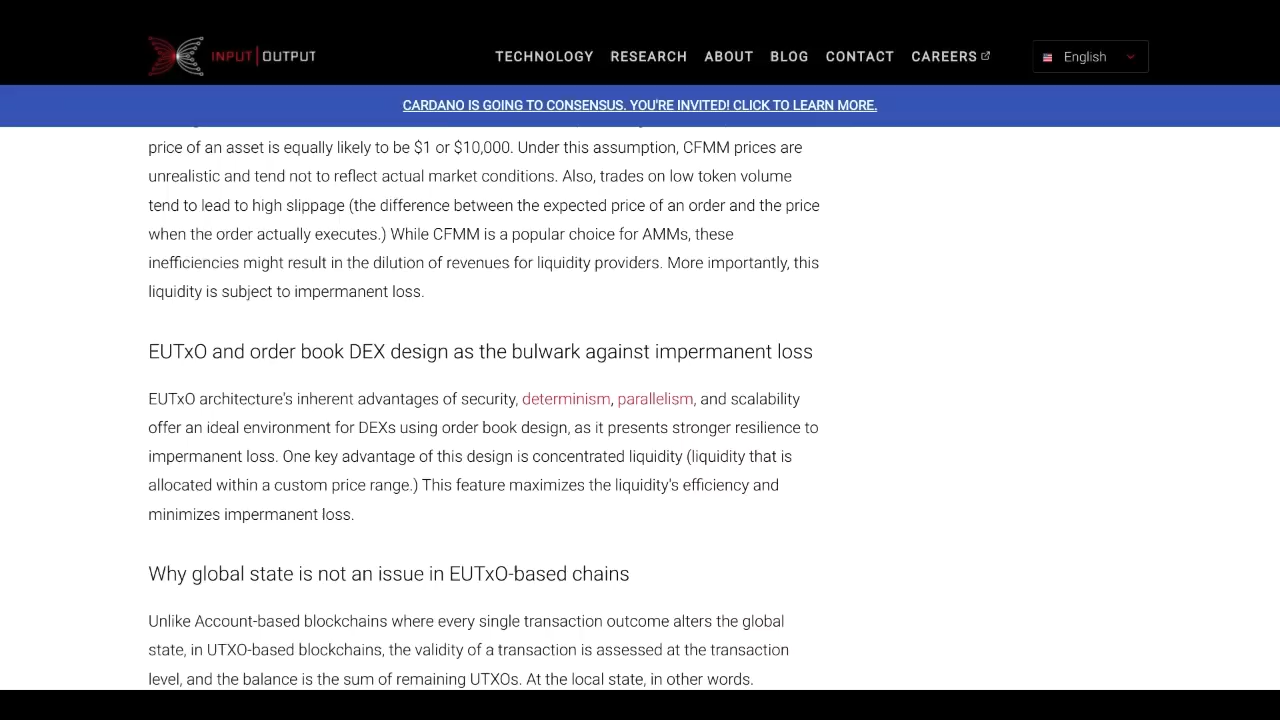 INPUT | OUTPUT
TECHNOLOGY RESEARCH ABOUT BLOG CONTACT CAREERS English
CARDANO IS GOING TO CONSENSUS. YOU'RE INVITED! CLICK TO LEARN MORE.
price of an asset is equally likely to be $1 or $10,000. Under this assumption, CFMM prices are
unrealistic and tend not to reflect actual market conditions. Also, trades on low token volume
tend to lead to high slippage (the difference between the expected price of an order and the price
when the order actually executes.) While CFMM is a popular choice for AMMs, these
inefficiencies might result in the dilution of revenues for liquidity providers. More importantly, this
liquidity is subject to impermanent loss.
EUTxO and order book DEX design as the bulwark against impermanent loss
EUTxO architecture's inherent advantages of security, determinism, parallelism, and scalability
offer an ideal environment for DEXs using order book design, as it presents stronger resilience to
impermanent loss. One key advantage of this design is concentrated liquidity (liquidity that is
allocated within a custom price range.) This feature maximizes the liquidity's efficiency and
minimizes impermanent loss.
Why global state is not an issue in EUTxO-based chains
Unlike Account-based blockchains where every single transaction outcome alters the global
state, in UTXO-based blockchains, the validity of a transaction is assessed at the transaction
level, and the balance is the sum of remaining UTXOs. At the local state, in other words.